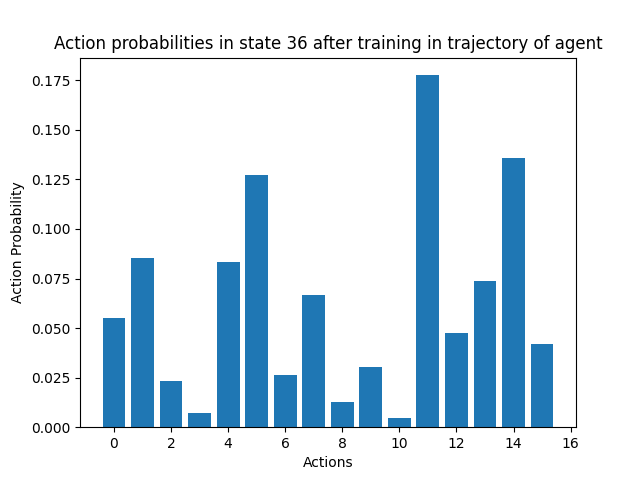 Action probabilities in state 36 after training in trajectory of agent
0.175
0.150
0.125
0.100
0.075
0.050
0.025
0.000
Action Probability
0 2 4 6 8 10 12 14 16
Actions